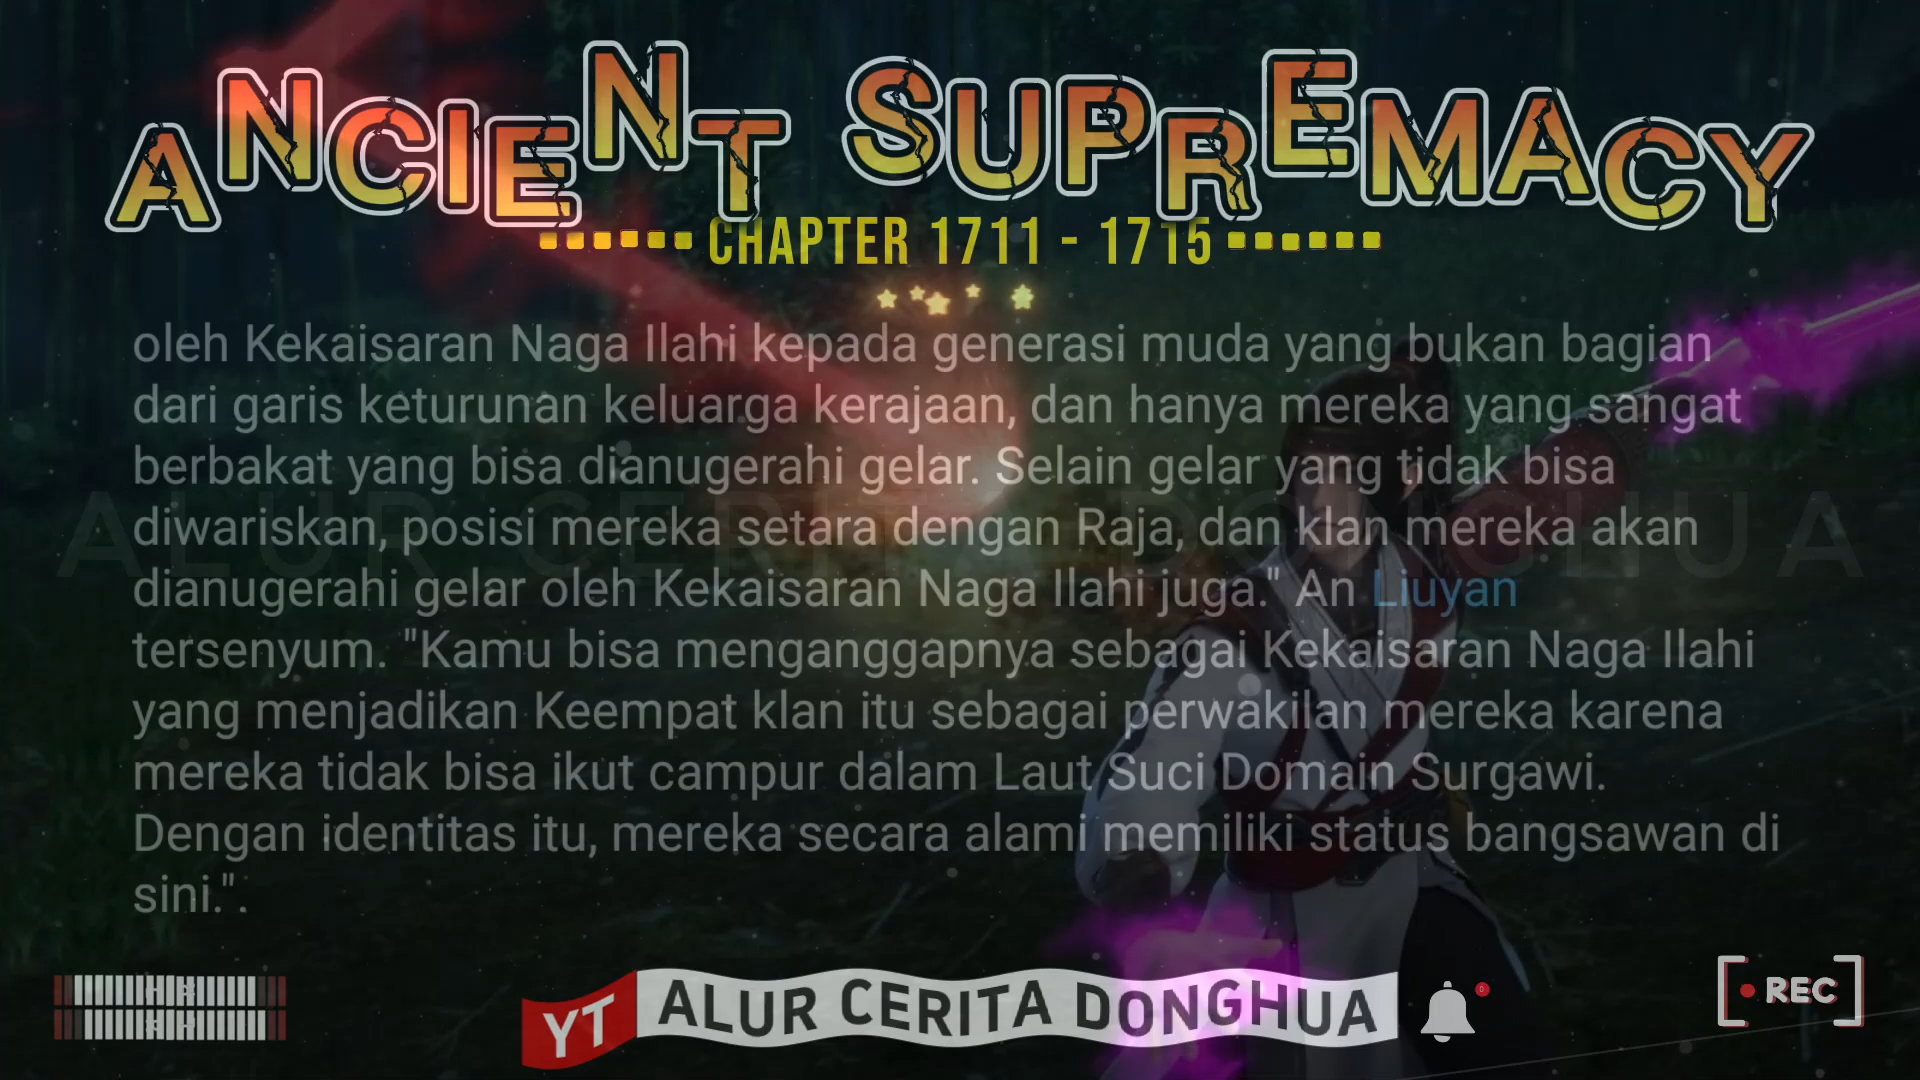 ANCIENT SUPREMACY
CHAPTER 1711 - 1715
oleh Kekaisaran Naga Ilahi kepada generasi muda yang bukan bagian
dari garis keturunan keluarga kerajaan, dan hanya mereka yang sangat
berbakat yang bisa dianugerahi gelar. Selain gelar yang tidak bisa
diwariskan, posisi mereka setara dengan Raja, dan klan mereka akan
ALUR CERITA DONGHUA
dianugerahi gelar oleh Kekaisaran Naga Ilahi juga." An Liuyan
tersenyum. "Kamu bisa menganggapnya sebagai Kekaisaran Naga Ilahi
yang menjadikan Keempat klan itu sebagai perwakilan mereka karena
mereka tidak bisa ikut campur dalam Laut Suci Domain Surgawi.
Dengan identitas itu, mereka secara alami memiliki status bangsawan di
sini.".
YT ALUR CERITA DONGHUA
REC